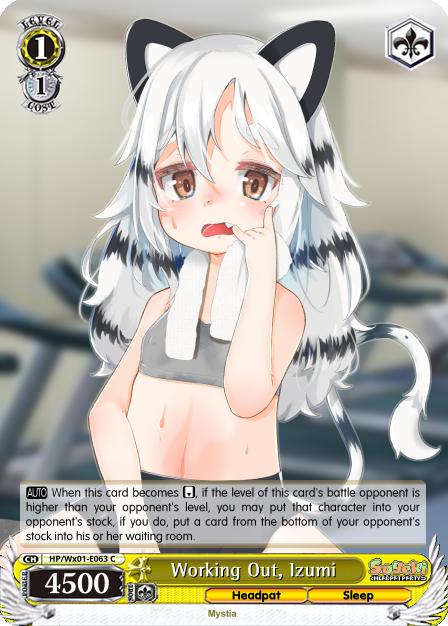 LEVEL
1
1
COST
AUTO When this card becomes [ ], if the level of this card's battle opponent is
higher than your opponent's level, you may put that character into
your opponent's stock, if you do, put a card from the bottom of your opponent's
stock into his or her waiting room.
CH HP/Wx01-E063 C
POWER 4500 SOUL Working Out, Izumi
Headpat Sleep
Mystia